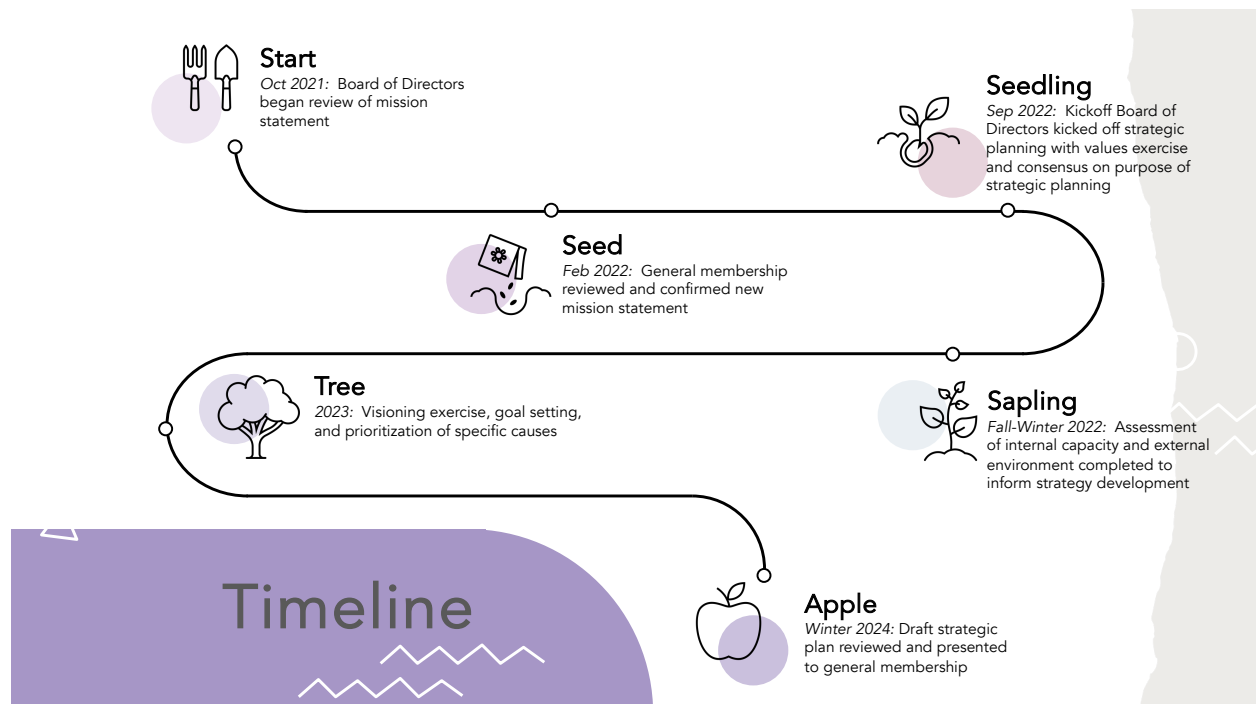 Start
Oct 2021: Board of Directors
began review of mission
statement
Seedling
Sep 2022: Kickoff Board of
Directors kicked off strategic
planning with values exercise
and consensus on purpose of
strategic planning
Seed
Feb 2022: General membership
reviewed and confirmed new
mission statement
Tree
2023: Visioning exercise, goal setting,
and prioritization of specific causes
Sapling
Fall-Winter 2022: Assessment
of internal capacity and external
environment completed to
inform strategy development
Timeline
Apple
Winter 2024: Draft strategic
plan reviewed and presented
to general membership